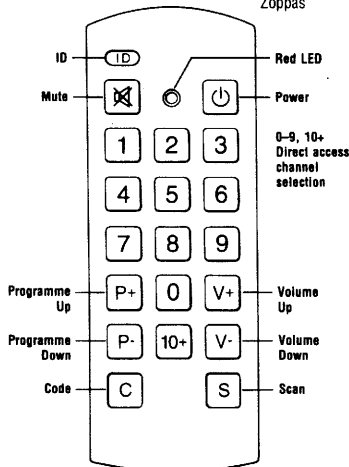 Zoppas
ID
ID
Red LED
Mute
Power
1
2
3
0–9, 10+
Direct access
channel
selection
4
5
6
7
8
9
Programme
Up
P+
0
V+
Volume
Up
Programme
Down
P-
10+
V-
Volume
Down
Code
C
S
Scan